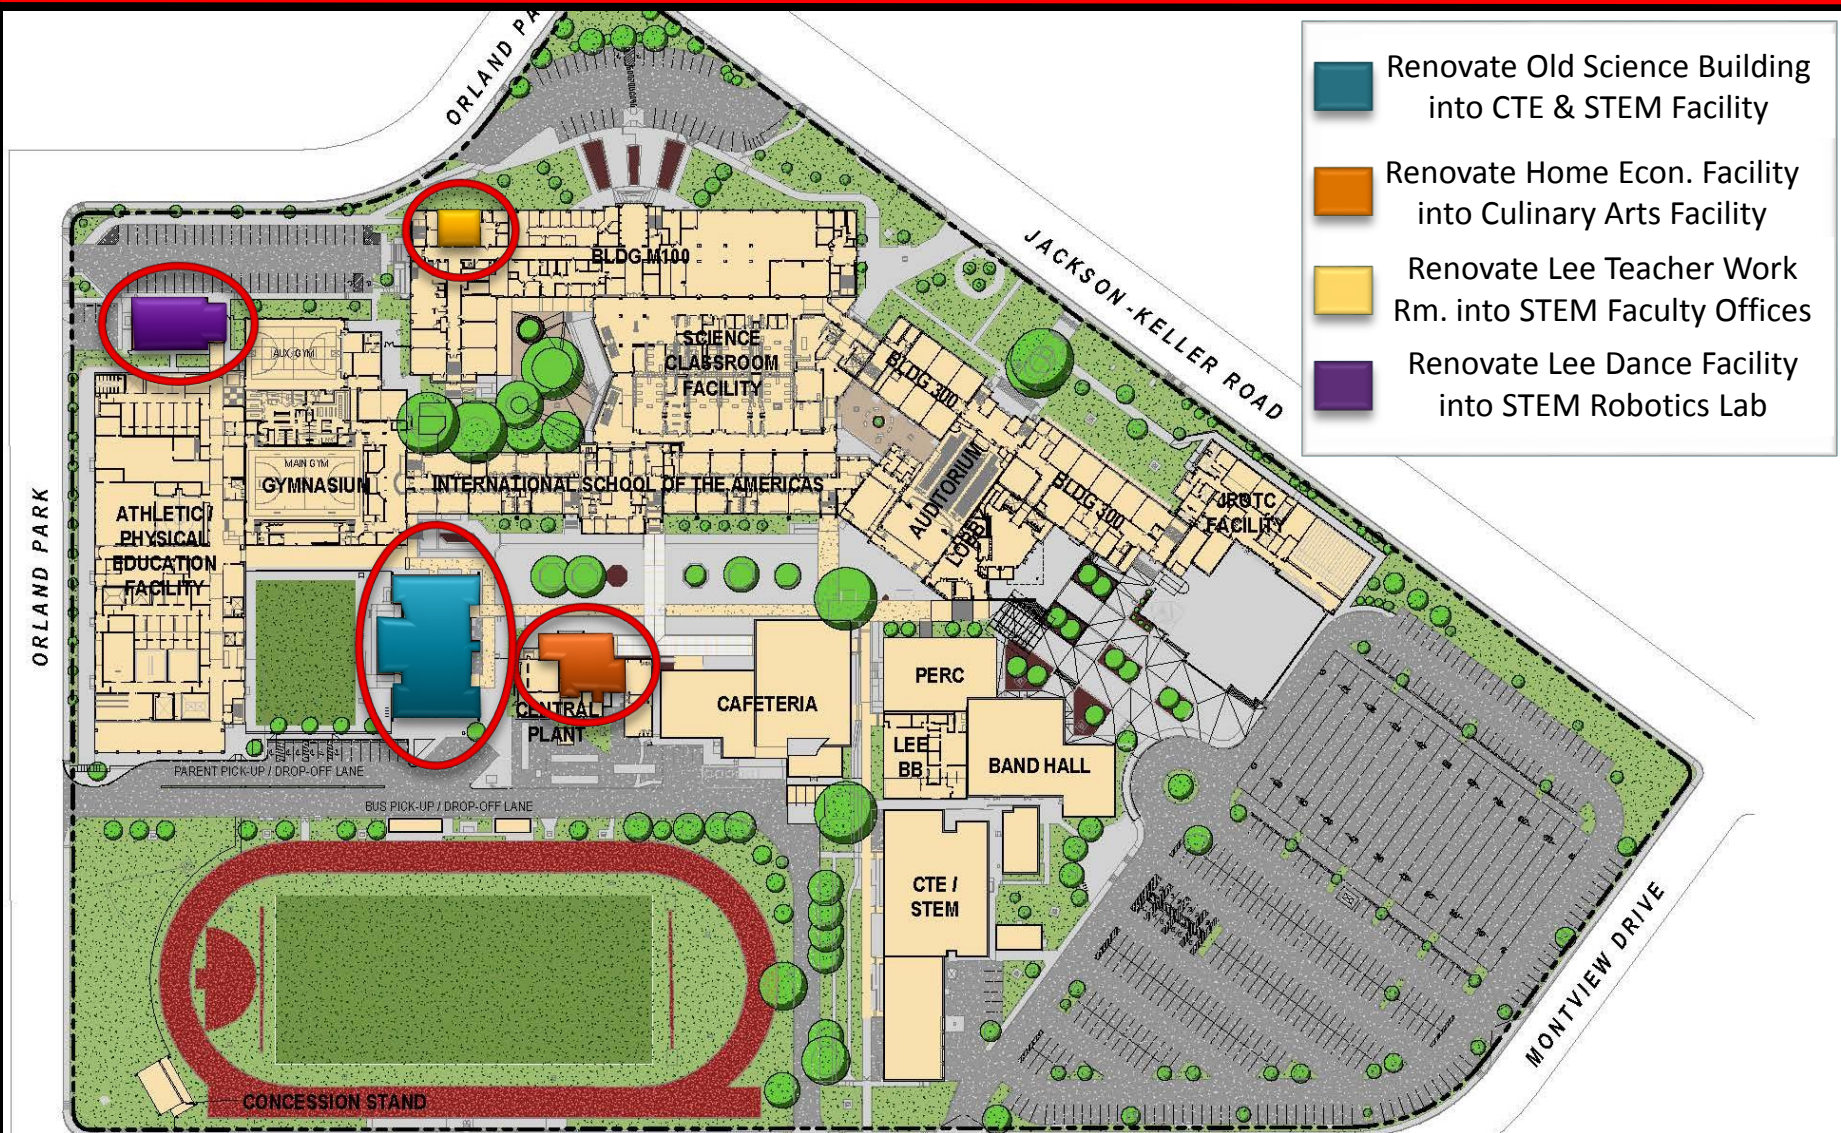 ORLAND PA
Renovate Old Science Building
into CTE & STEM Facility
Renovate Home Econ. Facility
into Culinary Arts Facility
Renovate Lee Teacher Work
Rm. into STEM Faculty Offices
Renovate Lee Dance Facility
into STEM Robotics Lab
JACKSON-KELLER ROAD
BLDG M100
SCIENCE
CLASSROOM
FACILITY
AUX. GYM
BLDG 300
MAIN GYM
GYMNASIUM
INTERNATIONAL SCHOOL OF THE AMERICAS
AUDITORIUM
LOBBY
BLDG 300
JROTC
FACILITY
ORLAND PARK
ATHLETIC /
PHYSICAL
EDUCATION
FACILITY
PERC
CAFETERIA
CENTRAL
PLANT
LEE
BB
BAND HALL
PARENT PICK-UP / DROP-OFF LANE
BUS PICK-UP / DROP-OFF LANE
CTE /
STEM
MONTVIEW DRIVE
CONCESSION STAND